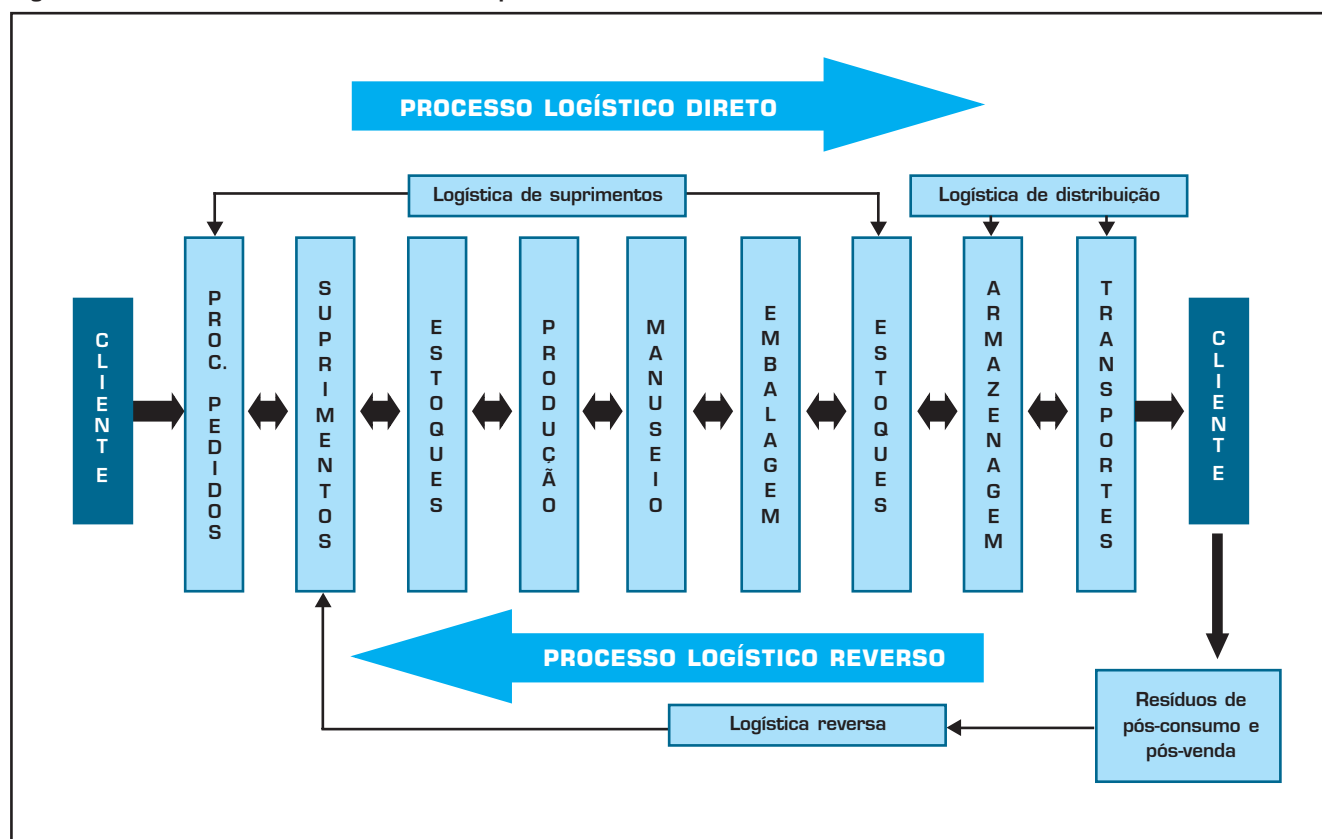 PROCESSO LOGÍSTICO DIRETO
Logística de suprimentos
Logística de distribuição
CLIENTE
PROC. PEDIDOS
SUPRIMENTOS
ESTOQUES
PRODUÇÃO
MANUSEIO
EMBALAGEM
ESTOQUES
ARMAZENAGEM
TRANSPORTES
CLIENTE
PROCESSO LOGÍSTICO REVERSO
Logística reversa
Resíduos de
pós-consumo e
pós-venda